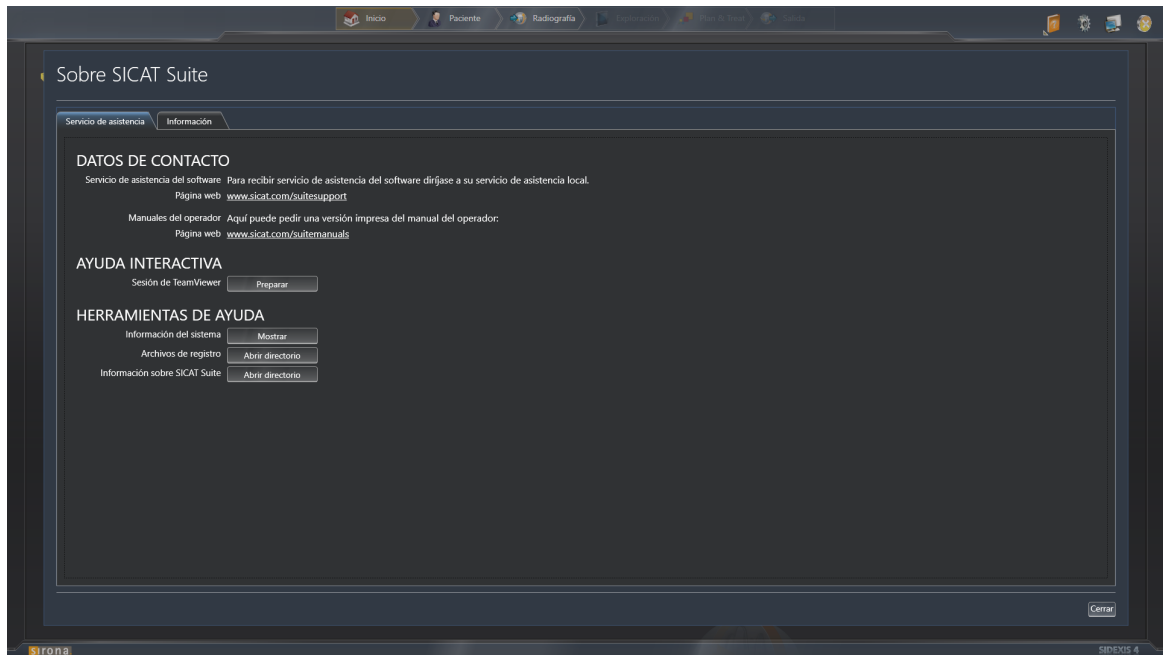 Inicio
Paciente
Radiografía
Exploración
Plan & Treat
Salida
Sobre SICAT Suite
Servicio de asistencia
Información
DATOS DE CONTACTO
Servicio de asistencia del software Para recibir servicio de asistencia del software diríjase a su servicio de asistencia local.
Página web www.sicat.com/suitesupport
Manuales del operador Aquí puede pedir una versión impresa del manual del operador:
Página web www.sicat.com/suitemanuals
AYUDA INTERACTIVA
Sesión de TeamViewer Preparar
HERRAMIENTAS DE AYUDA
Información del sistema Mostrar
Archivos de registro Abrir directorio
Información sobre SICAT Suite Abrir directorio
Cerrar
sirona
SIDEXIS 4